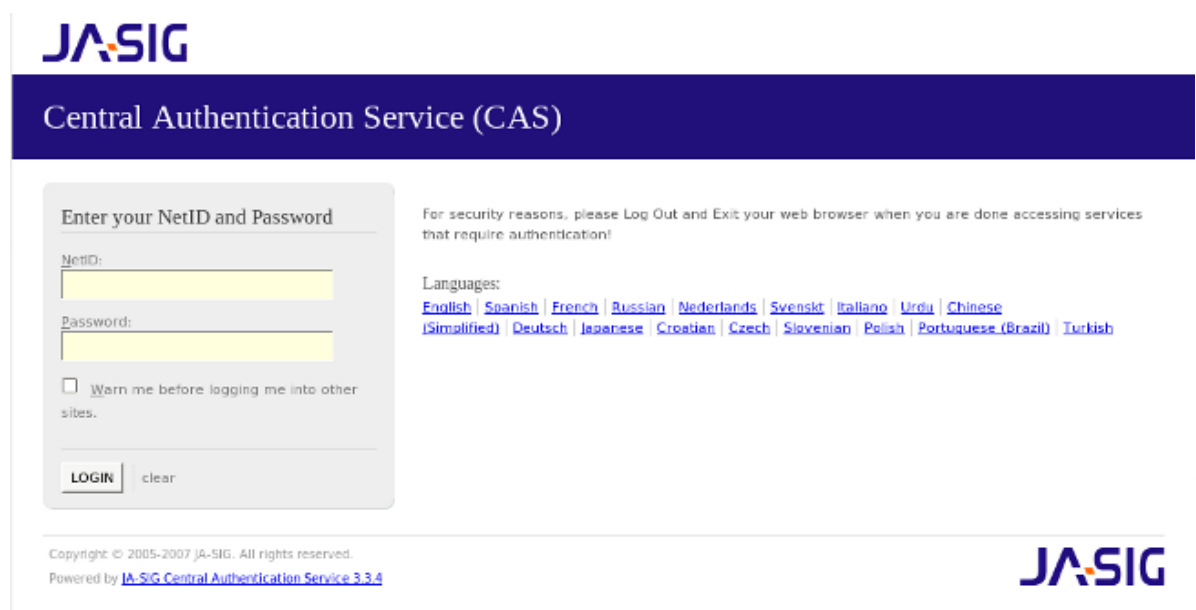 JA-SIG
Central Authentication Service (CAS)
Enter your NetID and Password
NetID:
Password:
Warn me before logging me into other
sites.
LOGIN clear
For security reasons, please Log Out and Exit your web browser when you are done accessing services
that require authentication!
Languages:
English | Spanish | French | Russian | Nederlands | Svenskt | Italiano | Urdu | Chinese
(Simplified) | Deutsch | Japanese | Croatian | Czech | Slovenian | Polish | Portuguese (Brazil) | Turkish
Copyright © 2005-2007 JA-SIG. All rights reserved.
Powered by JA-SIG Central Authentication Service 3.3.4
JA-SIG